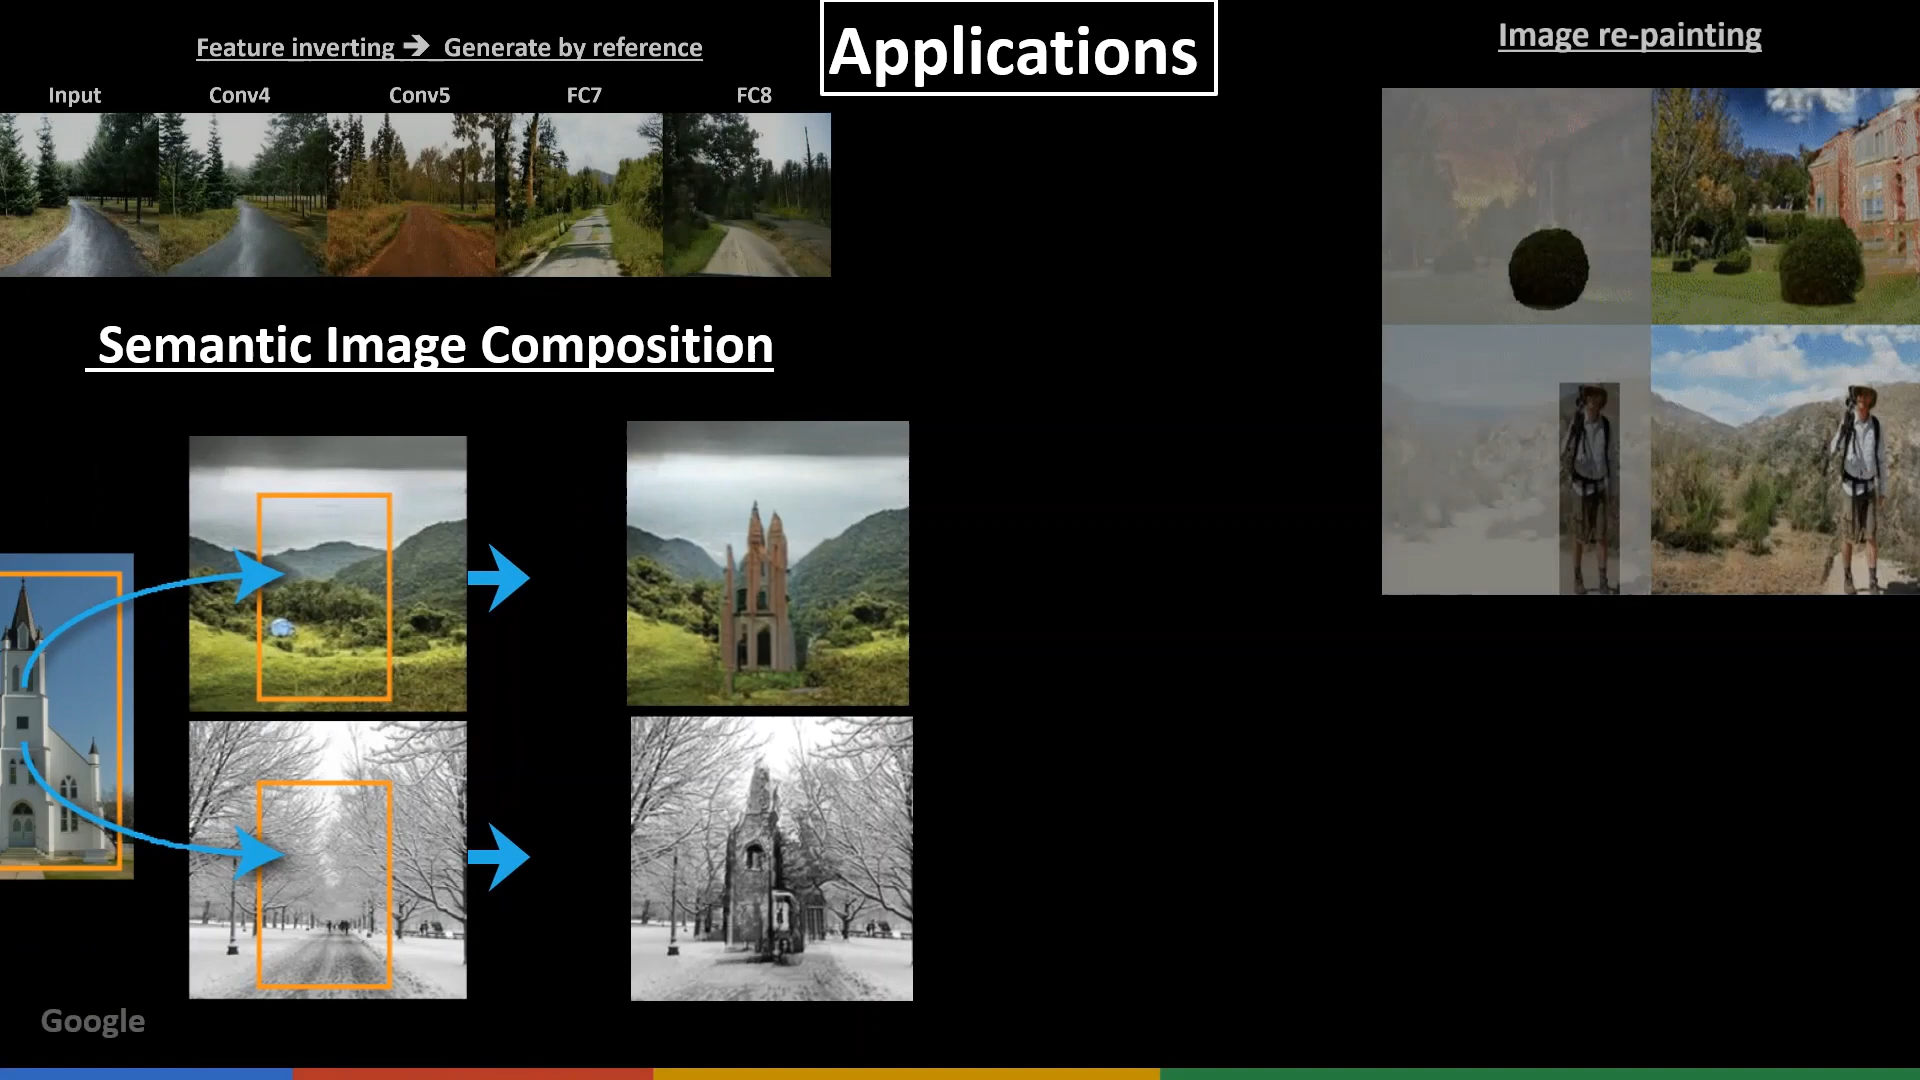 Applications
Feature inverting → Generate by reference
Input Conv4 Conv5 FC7 FC8
Image re-painting
Semantic Image Composition
Google